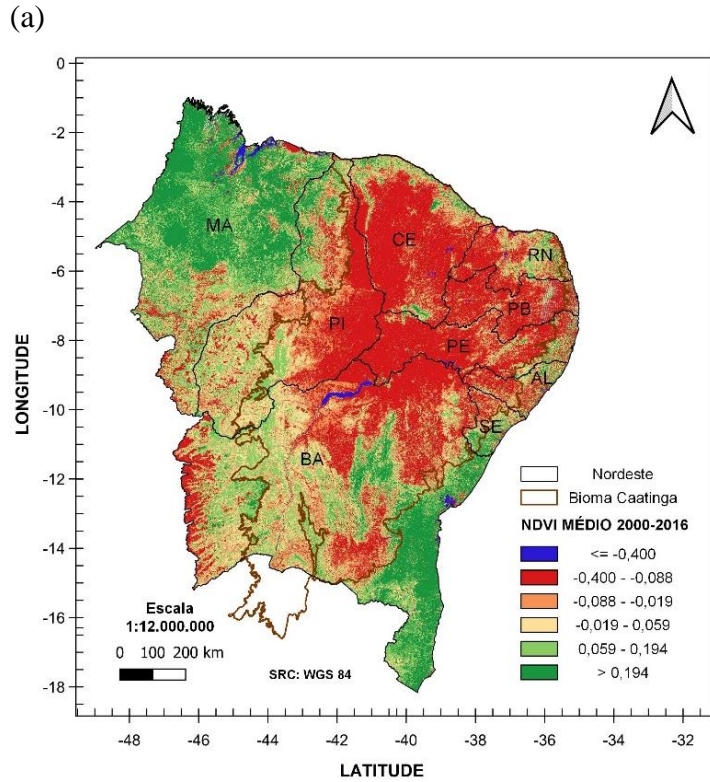 (a)
0
-2
-4
-6
-8
-10
-12
-14
-16
-18
LONGITUDE
MA
CE
RN
PB
PI
PE
AL
SE
BA
Nordeste
Bioma Caatinga
NDVI MÉDIO 2000-2016
<= -0,400
-0,400 - -0,088
-0,088 - -0,019
-0,019 - 0,059
0,059 - 0,194
> 0,194
Escala
1:12.000.000
0 100 200 km
SRC: WGS 84
-48 -46 -44 -42 -40 -38 -36 -34 -32
LATITUDE